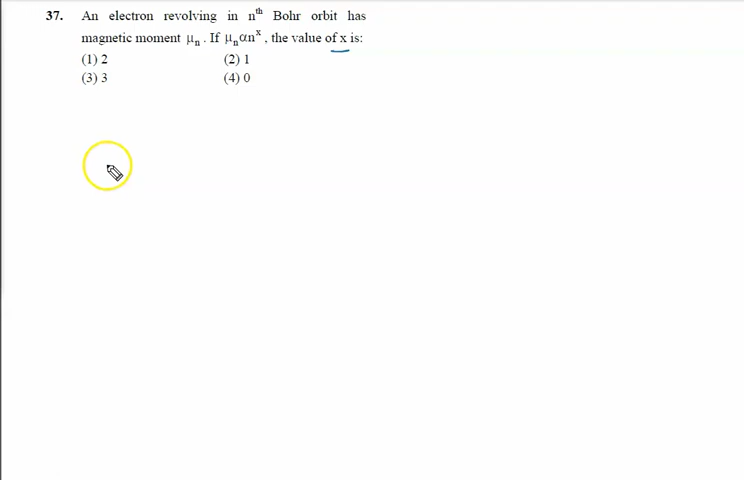 37. An electron revolving in nᵗʰ Bohr orbit has
magnetic moment μₙ. If μₙαnˣ, the value of x is:
(1) 2 (2) 1
(3) 3 (4) 0